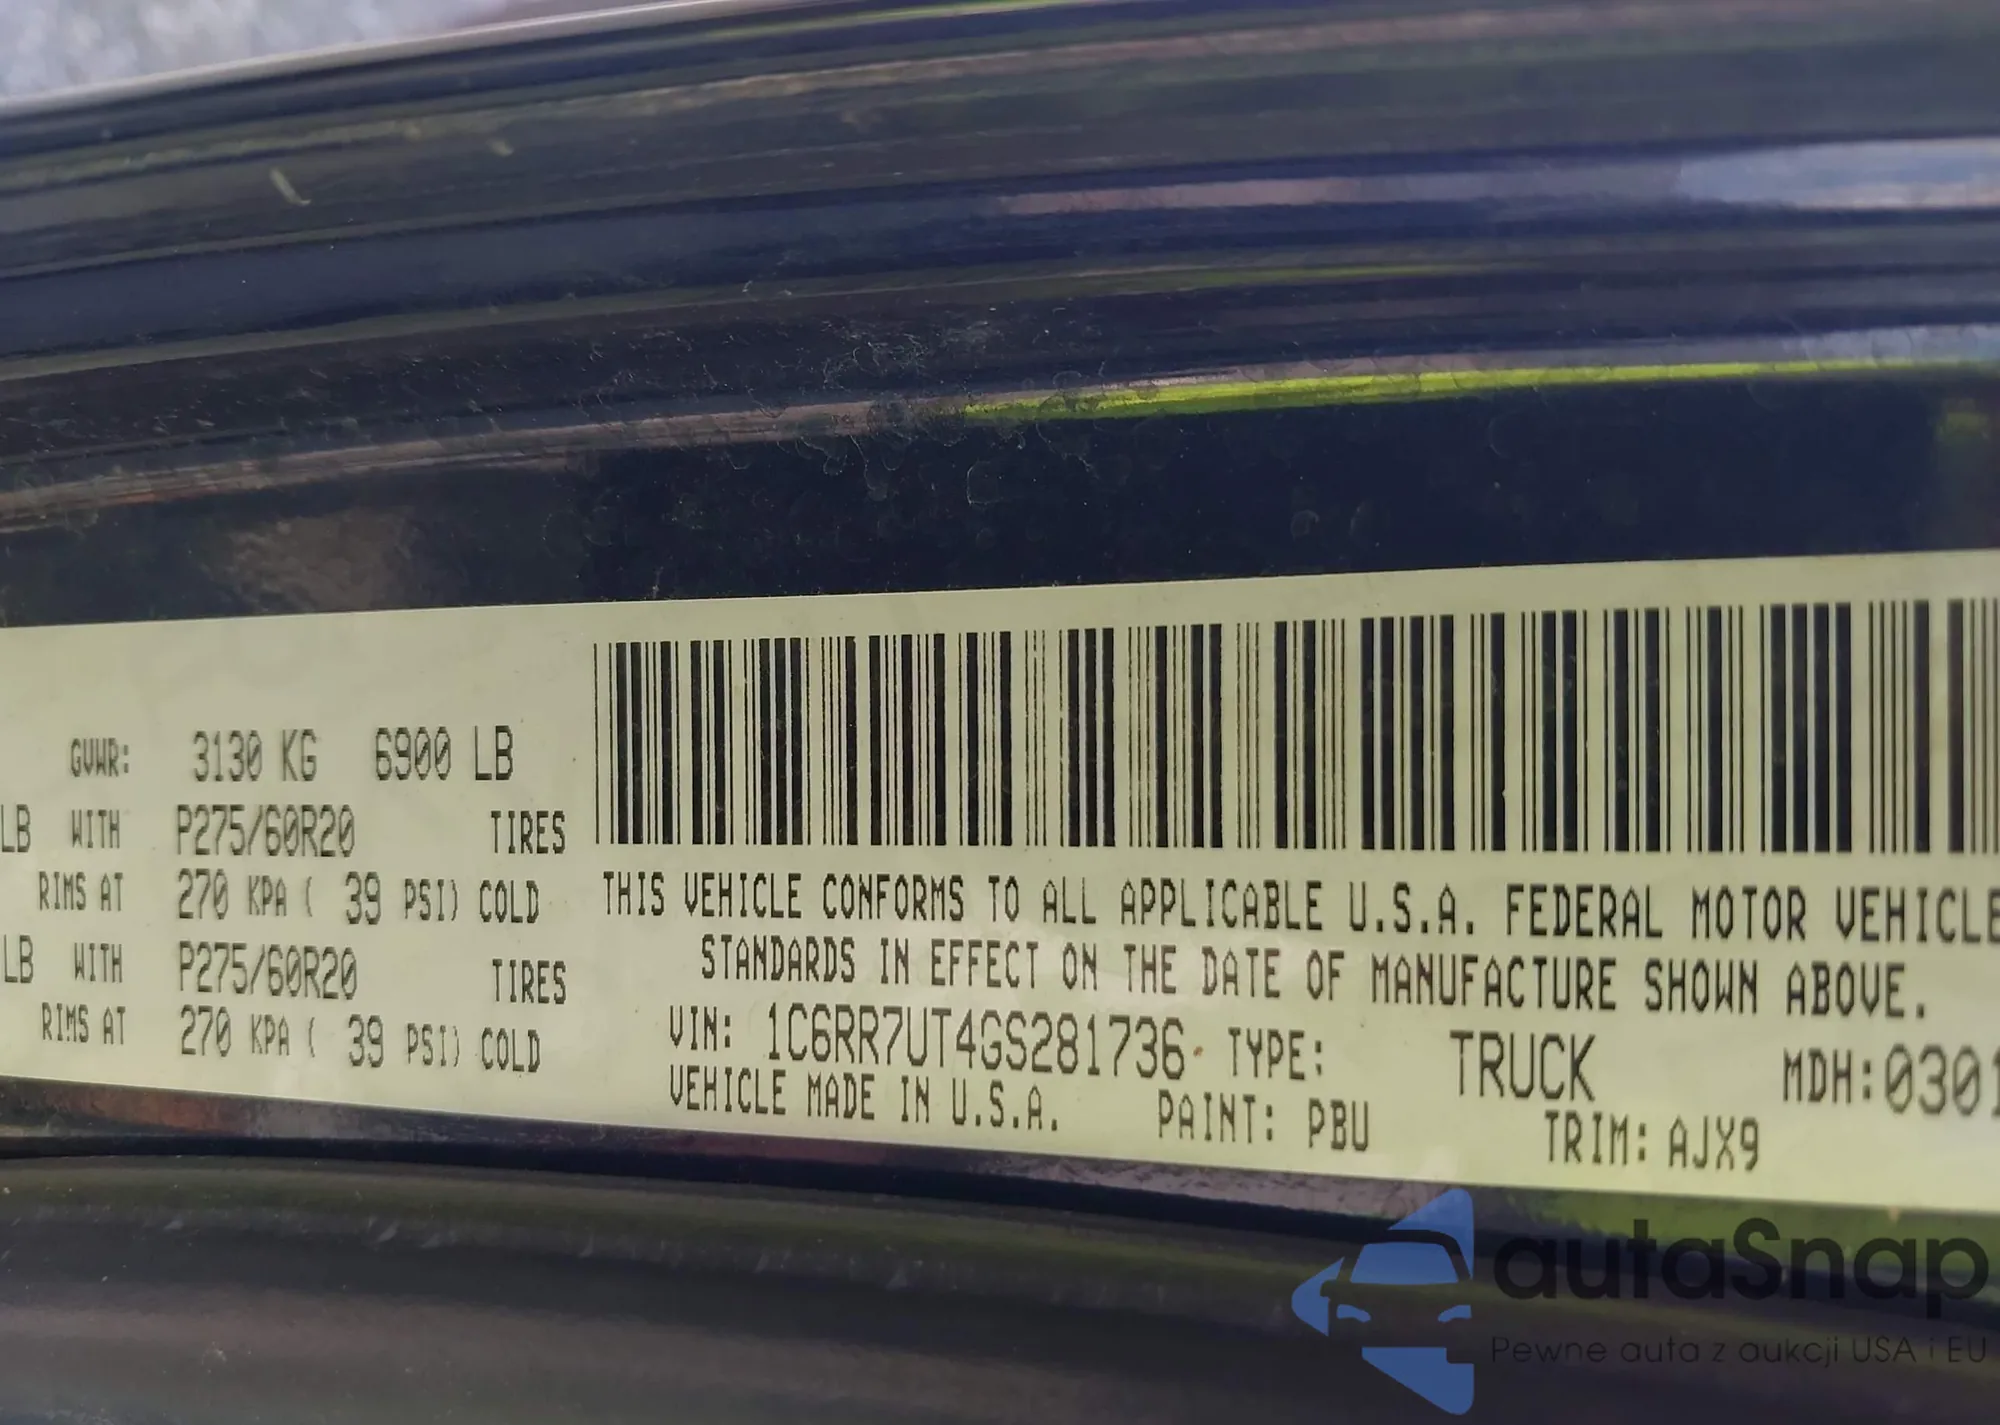 GVWR: 3130 KG 6900 LB
LB WITH P275/60R20 TIRES
RIMS AT 270 KPA ( 39 PSI) COLD
LB WITH P275/60R20 TIRES
RIMS AT 270 KPA ( 39 PSI) COLD
THIS VEHICLE CONFORMS TO ALL APPLICABLE U.S.A. FEDERAL MOTOR VEHICLE
STANDARDS IN EFFECT ON THE DATE OF MANUFACTURE SHOWN ABOVE.
VIN: 1C6RR7UT4GS281736 TYPE: TRUCK MDH:0301
VEHICLE MADE IN U.S.A. PAINT: PBU TRIM: AJX9
autaSnap
Pewne auta z aukcji USA i EU